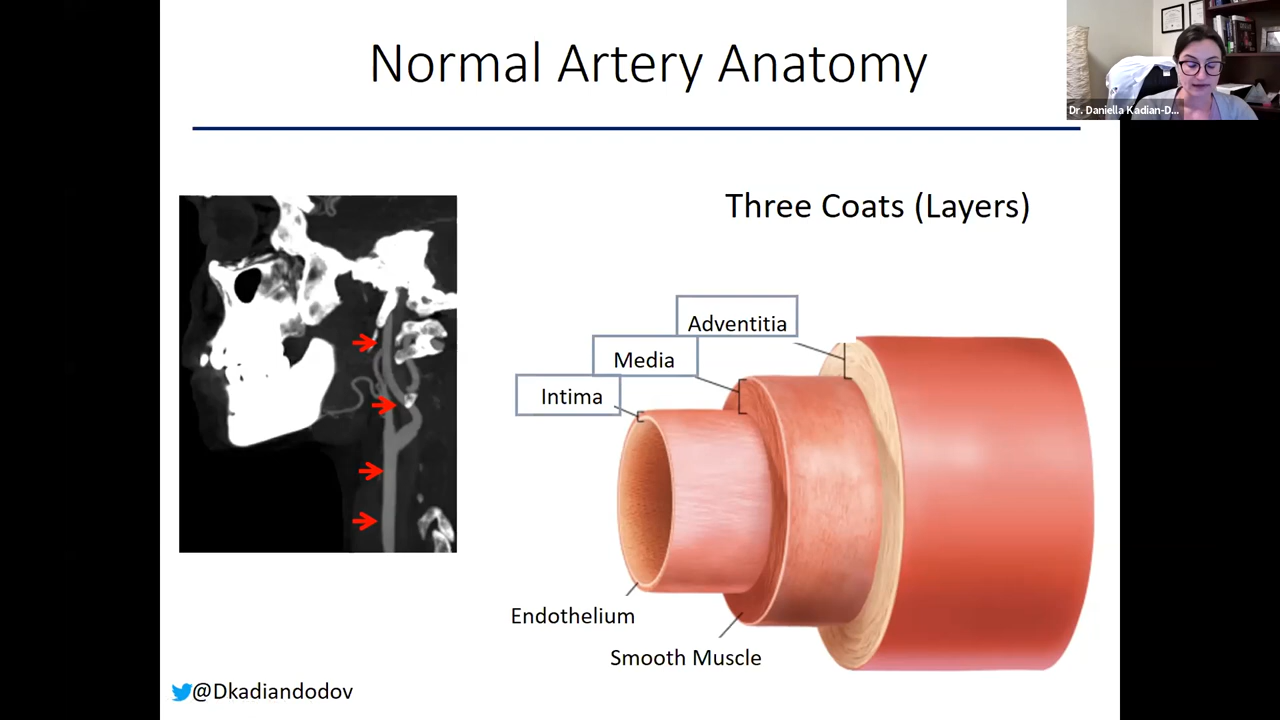 Normal Artery Anatomy
Dr. Daniella Kadian-D...
Three Coats (Layers)
Adventitia
Media
Intima
Endothelium
Smooth Muscle
@Dkadiandodov